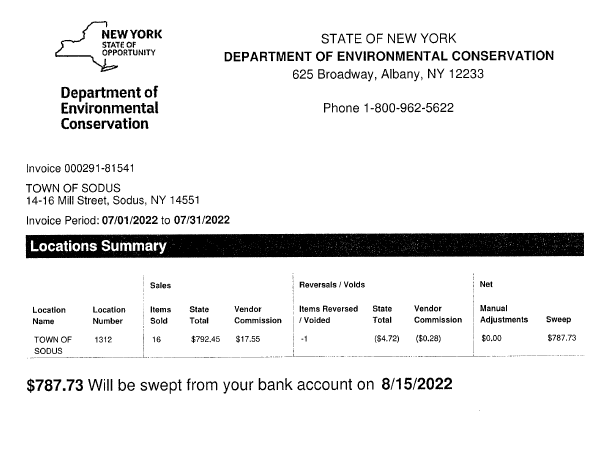 NEW YORK
STATE OF
OPPORTUNITY
Department of
Environmental
Conservation
STATE OF NEW YORK
DEPARTMENT OF ENVIRONMENTAL CONSERVATION
625 Broadway, Albany, NY 12233
Phone 1-800-962-5622
Invoice 000291-81541
TOWN OF SODUS
14-16 Mill Street, Sodus, NY 14551
Invoice Period: 07/01/2022 to 07/31/2022
Locations Summary
Sales Reversals / Voids Net
Location Location Items State Vendor Items Reversed State Vendor Manual
Name Number Sold Total Commission / Voided Total Commission Adjustments Sweep
TOWN OF 1312 16 $792.45 $17.55 -1 ($4.72) ($0.28) $0.00 $787.73
SODUS
$787.73 Will be swept from your bank account on 8/15/2022